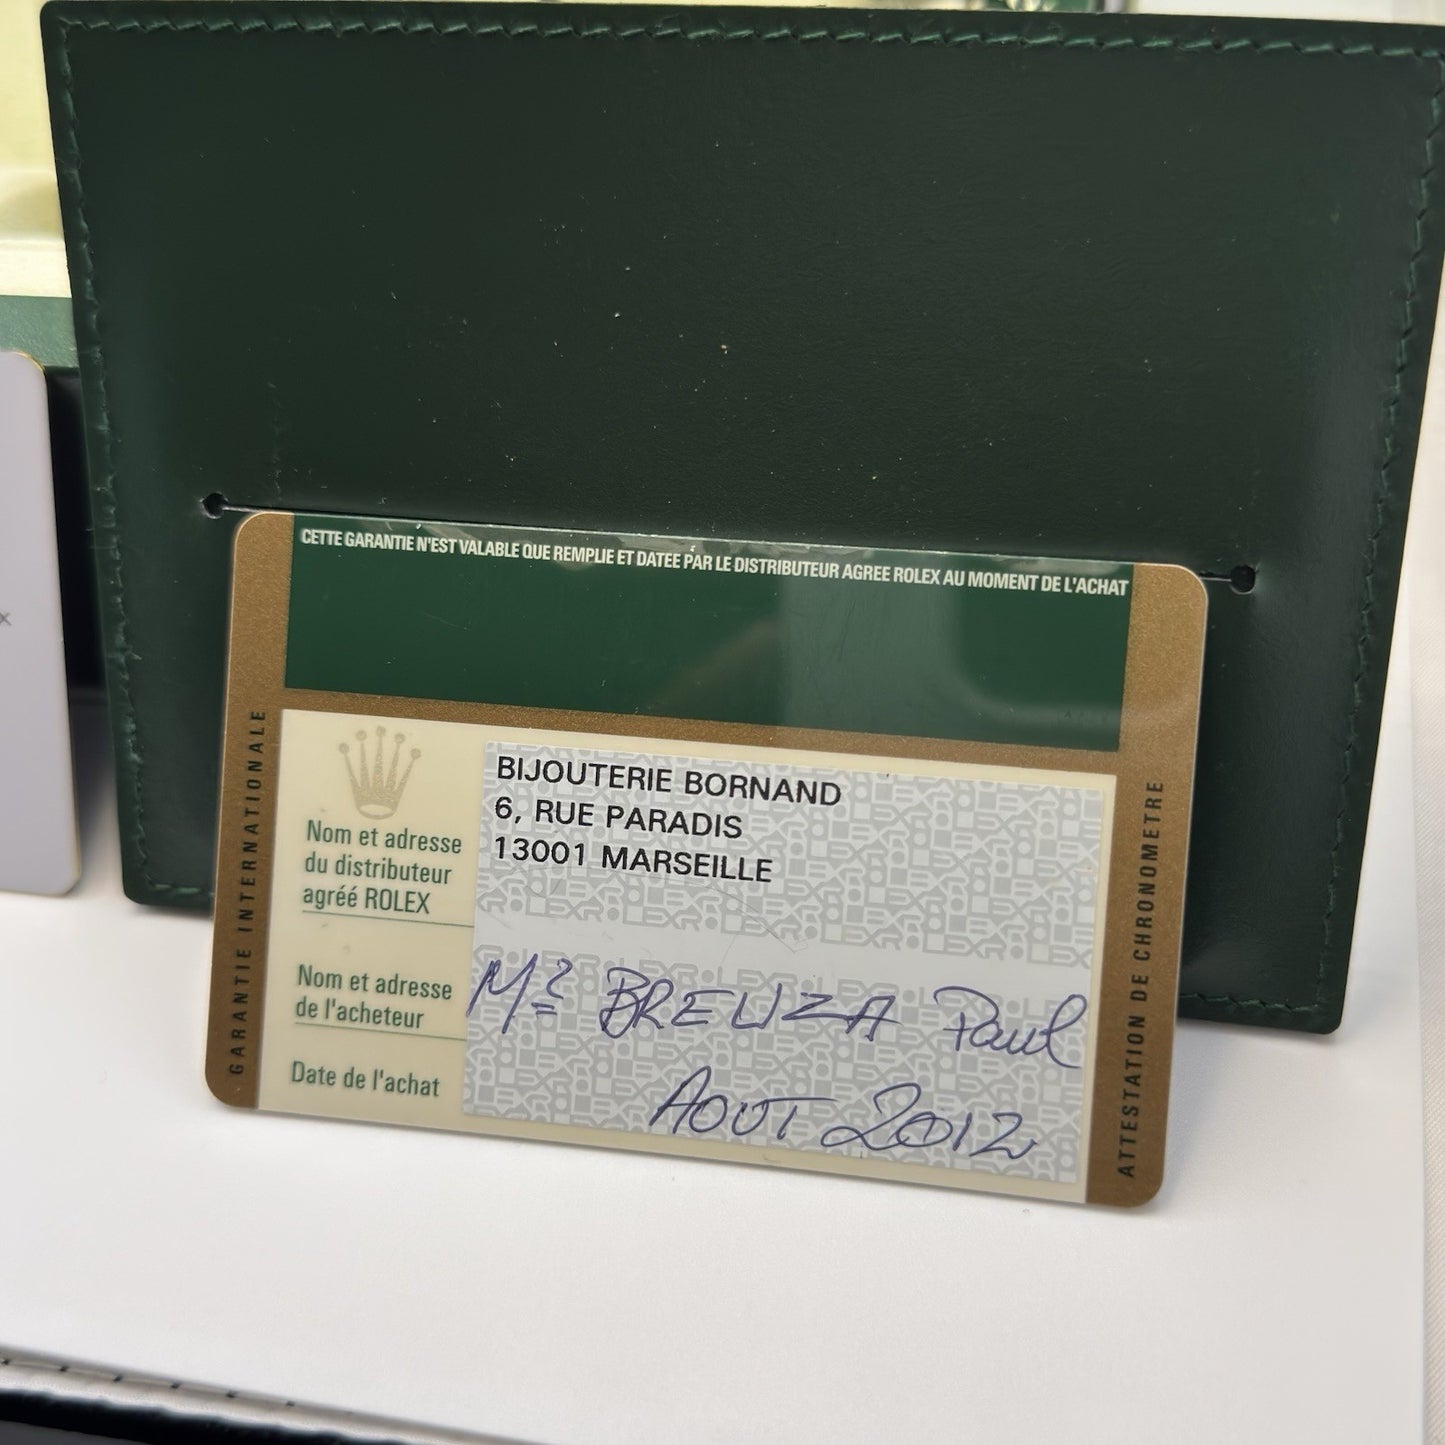 CETTE GARANTIE N'EST VALABLE QUE REMPLIE ET DATEE PAR LE DISTRIBUTEUR AGREE ROLEX AU MOMENT DE L'ACHAT
GARANTIE INTERNATIONALE
Nom et adresse
du distributeur
agréé ROLEX
BIJOUTERIE BORNAND
6, RUE PARADIS
13001 MARSEILLE
Nom et adresse
de l'acheteur
Mr BREUZA Paul
Date de l'achat
AOUT 2012
ATTESTATION DE CHRONOMETRE